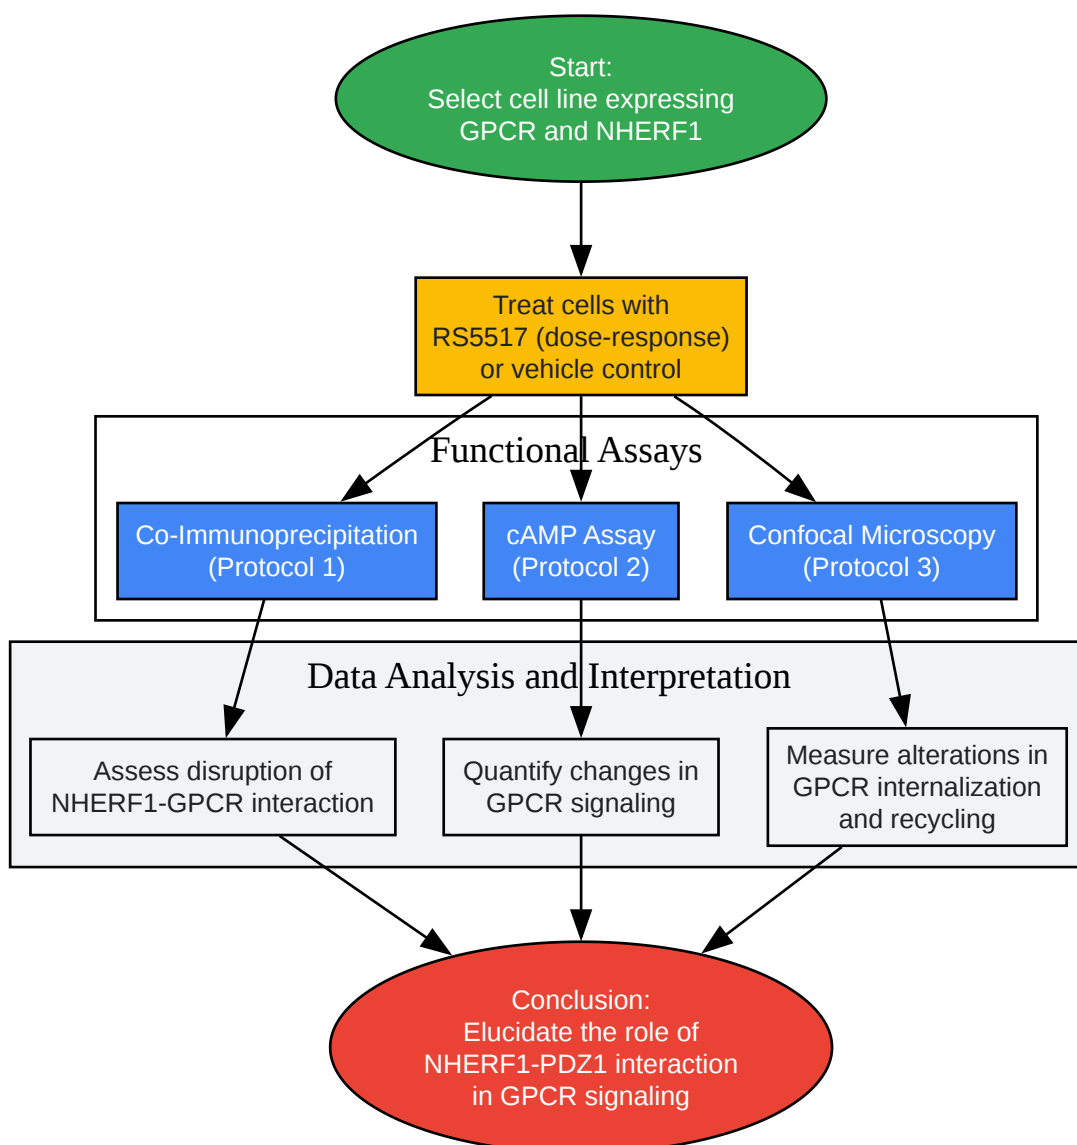 Start:
Select cell line expressing
GPCR and NHERF1
Treat cells with
RS5517 (dose-response)
or vehicle control
Functional Assays
Co-Immunoprecipitation
(Protocol 1)
cAMP Assay
(Protocol 2)
Confocal Microscopy
(Protocol 3)
Data Analysis and Interpretation
Assess disruption of
NHERF1-GPCR interaction
Quantify changes in
GPCR signaling
Measure alterations in
GPCR internalization
and recycling
Conclusion:
Elucidate the role of
NHERF1-PDZ1 interaction
in GPCR signaling